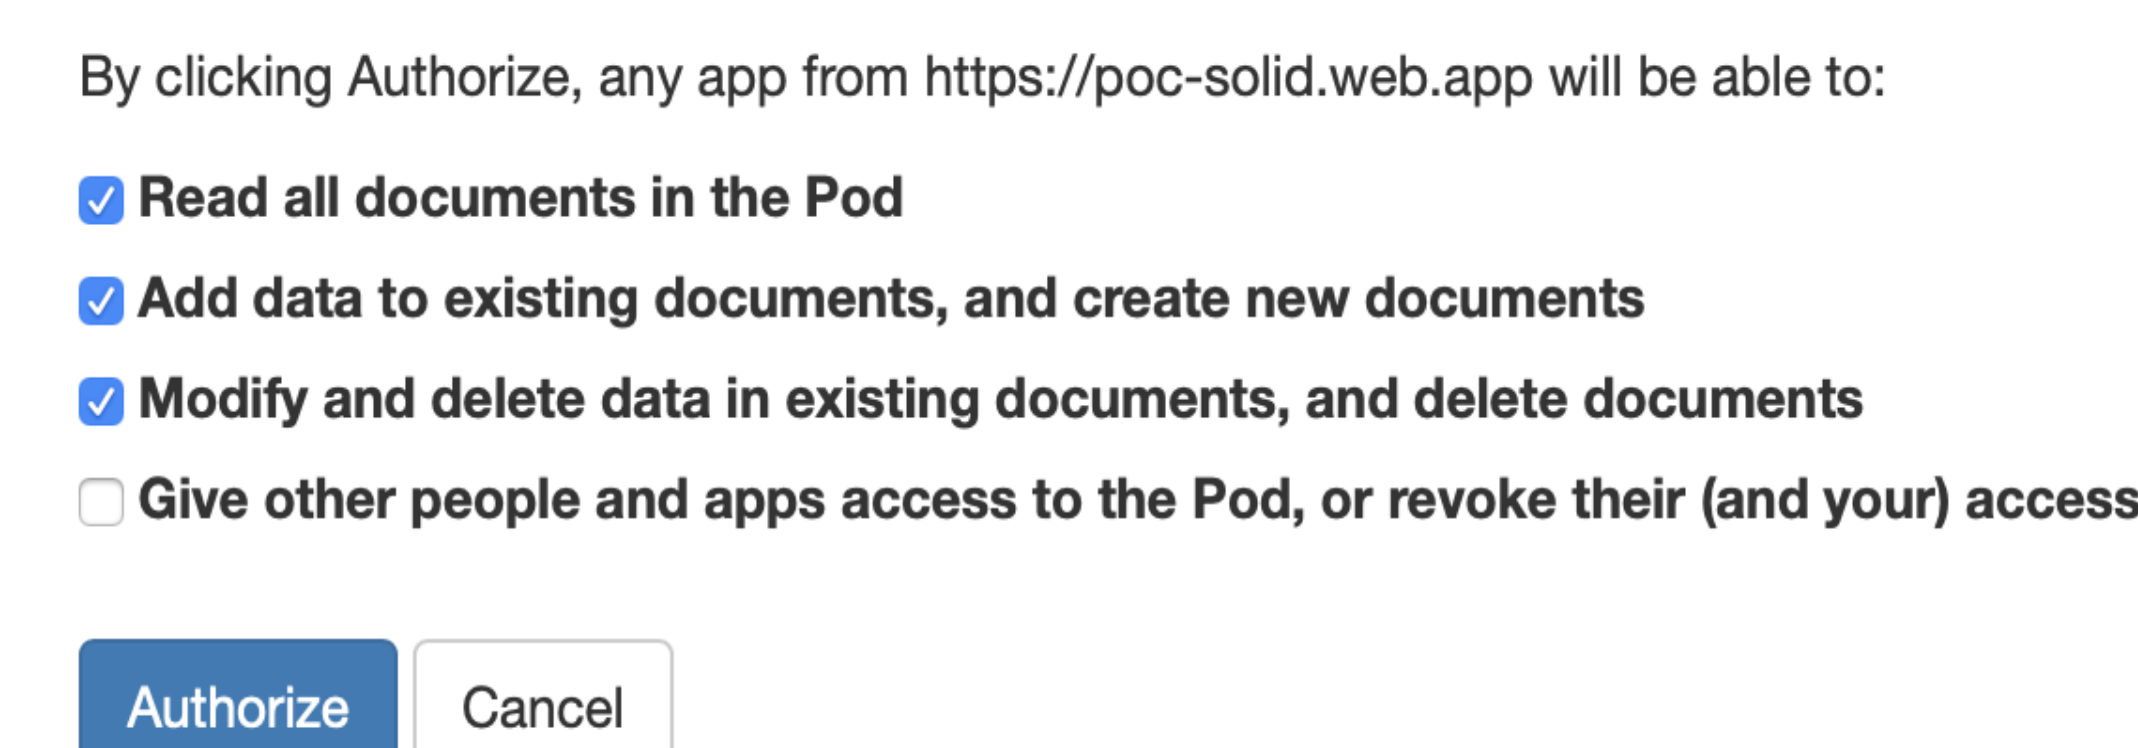 By clicking Authorize, any app from https://poc-solid.web.app will be able to:
Read all documents in the Pod
Add data to existing documents, and create new documents
Modify and delete data in existing documents, and delete documents
Give other people and apps access to the Pod, or revoke their (and your) access
Authorize Cancel